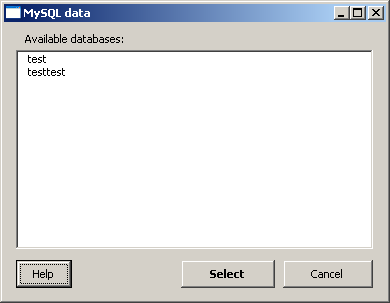 MySQL data
Available databases:
test
testtest
Help
Select
Cancel